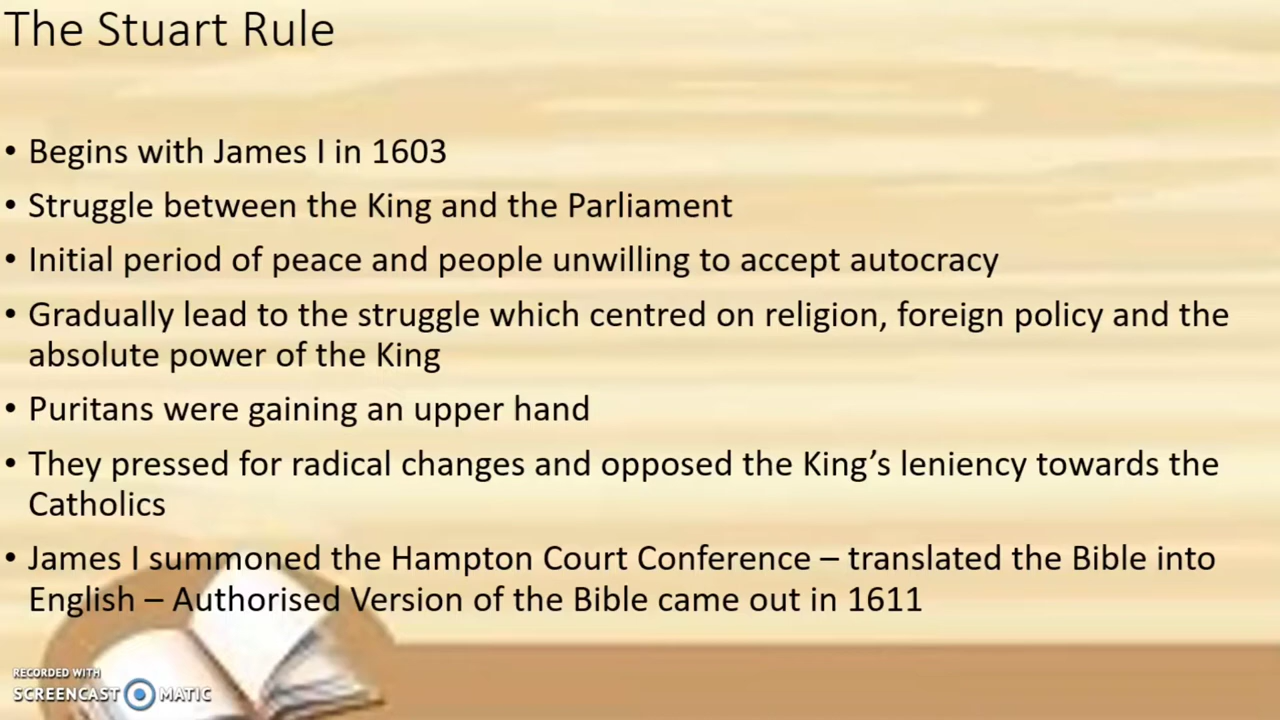 The Stuart Rule
• Begins with James I in 1603
• Struggle between the King and the Parliament
• Initial period of peace and people unwilling to accept autocracy
• Gradually lead to the struggle which centred on religion, foreign policy and the
absolute power of the King
• Puritans were gaining an upper hand
• They pressed for radical changes and opposed the King’s leniency towards the
Catholics
• James I summoned the Hampton Court Conference – translated the Bible into
English – Authorised Version of the Bible came out in 1611
RECORDED WITH
SCREENCAST MATIC